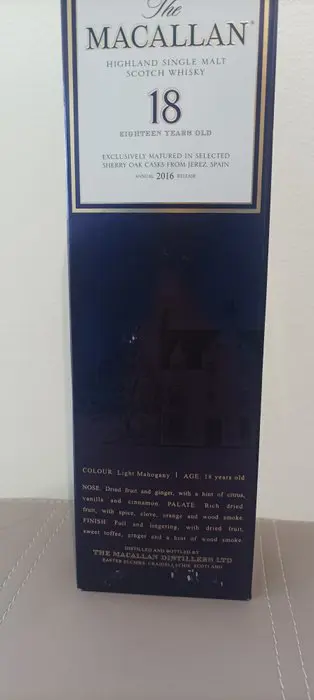 The
MACALLAN
HIGHLAND SINGLE MALT
SCOTCH WHISKY
18
EIGHTEEN YEARS OLD
EXCLUSIVELY MATURED IN SELECTED
SHERRY OAK CASKS FROM JEREZ, SPAIN
ANNUAL 2016 RELEASE
COLOUR Light Mahogany | AGE 18 years old
NOSE Dried fruit and ginger, with a hint of citrus,
vanilla and cinnamon. PALATE Rich dried
fruit, with spice, clove, orange and wood smoke.
FINISH Full and lingering, with dried fruit,
sweet toffee, ginger and a hint of wood smoke.
DISTILLED AND BOTTLED BY
THE MACALLAN DISTILLERS LTD
EASTER ELCHIES, CRAIGELLACHIE, SCOTLAND